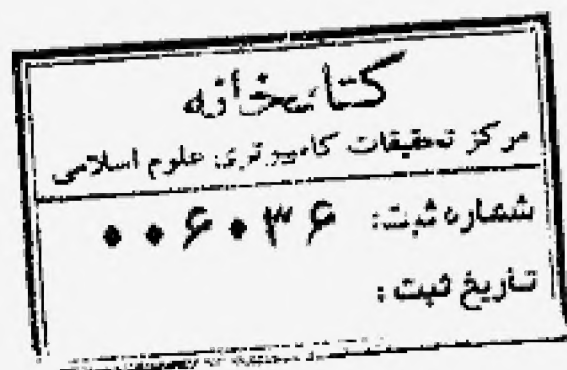 کتابخانه
مرکز تحقیقات کامپیوتری علوم اسلامی
شماره ثبت: ۰۰۶۰۳۶
تاریخ ثبت: